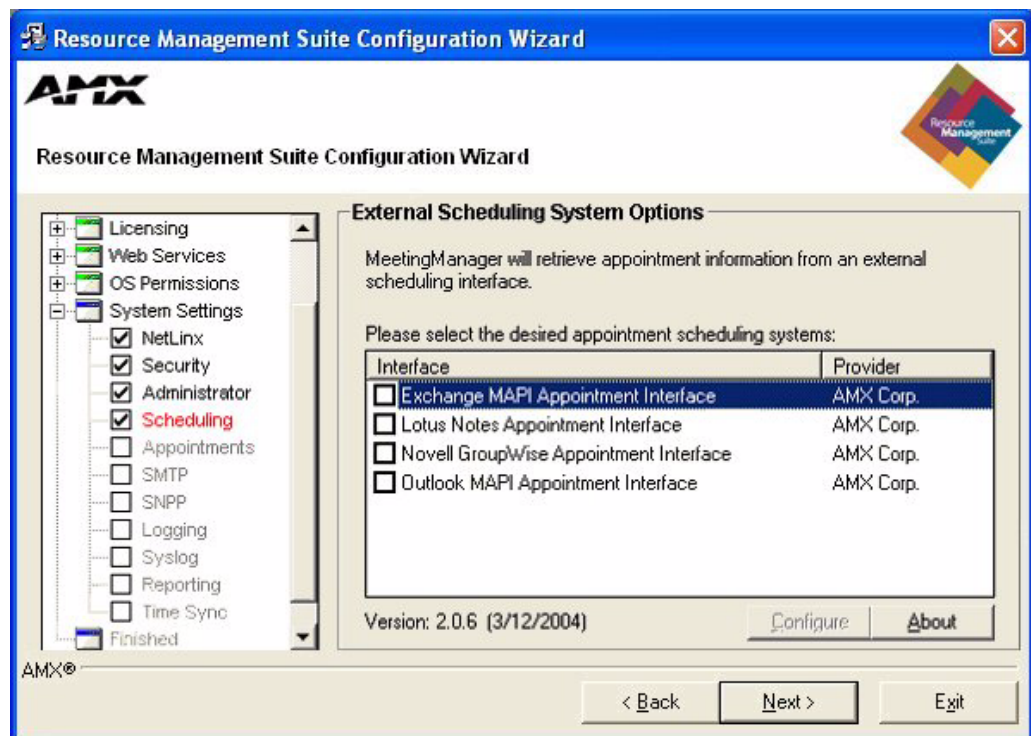 Resource Management Suite Configuration Wizard
AMX
Resource Management Suite
Resource Management Suite Configuration Wizard
Licensing
Web Services
OS Permissions
System Settings
NetLinx
Security
Administrator
Scheduling
Appointments
SMTP
SNPP
Logging
Syslog
Reporting
Time Sync
Finished
External Scheduling System Options
MeetingManager will retrieve appointment information from an external
scheduling interface.
Please select the desired appointment scheduling systems:
Interface Provider
Exchange MAPI Appointment Interface AMX Corp.
Lotus Notes Appointment Interface AMX Corp.
Novell GroupWise Appointment Interface AMX Corp.
Outlook MAPI Appointment Interface AMX Corp.
Version: 2.0.6 (3/12/2004) Configure About
AMX®
< Back Next > Exit